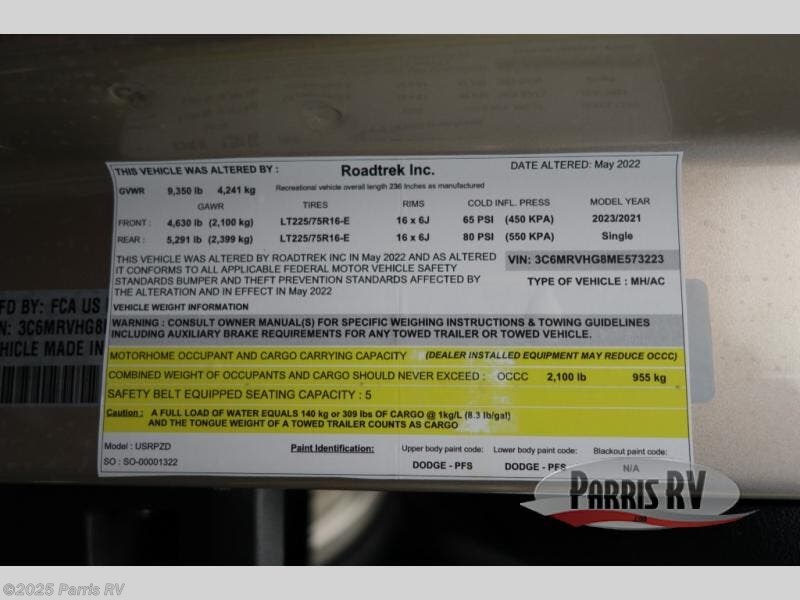 THIS VEHICLE WAS ALTERED BY : Roadtrek Inc. DATE ALTERED: May 2022
GVWR 9,350 lb 4,241 kg Recreational vehicle overall length 236 Inches as manufactured
GAWR TIRES RIMS COLD INFL. PRESS MODEL YEAR
FRONT : 4,630 lb (2,100 kg) LT225/75R16-E 16 x 6J 65 PSI (450 KPA) 2023/2021
REAR : 5,291 lb (2,399 kg) LT225/75R16-E 16 x 6J 80 PSI (550 KPA) Single
THIS VEHICLE WAS ALTERED BY ROADTREK INC IN May 2022 AND AS ALTERED
IT CONFORMS TO ALL APPLICABLE FEDERAL MOTOR VEHICLE SAFETY
STANDARDS BUMPER AND THEFT PREVENTION STANDARDS AFFECTED BY
THE ALTERATION AND IN EFFECT IN May 2022
VIN: 3C6MRVHG8ME573223
TYPE OF VEHICLE : MH/AC
VEHICLE WEIGHT INFORMATION
WARNING : CONSULT OWNER MANUAL(S) FOR SPECIFIC WEIGHING INSTRUCTIONS & TOWING GUIDELINES
INCLUDING AUXILIARY BRAKE REQUIREMENTS FOR ANY TOWED TRAILER OR TOWED VEHICLE.
MOTORHOME OCCUPANT AND CARGO CARRYING CAPACITY (DEALER INSTALLED EQUIPMENT MAY REDUCE OCCC)
COMBINED WEIGHT OF OCCUPANTS AND CARGO SHOULD NEVER EXCEED : OCCC 2,100 lb 955 kg
SAFETY BELT EQUIPPED SEATING CAPACITY : 5
Caution : A FULL LOAD OF WATER EQUALS 140 kg or 309 lbs OF CARGO @ 1kg/L (8.3 lb/gal)
AND THE TONGUE WEIGHT OF A TOWED TRAILER COUNTS AS CARGO
Model : USRPZD Paint Identification: Upper body paint code: Lower body paint code: Blackout paint code:
SO : SO-00001322 DODGE - PFS DODGE - PFS N/A
MFD BY: FCA US
N: 3C6MRVHG8
HICLE MADE IN
PARRIS RV
.COM
©2025 Parris RV